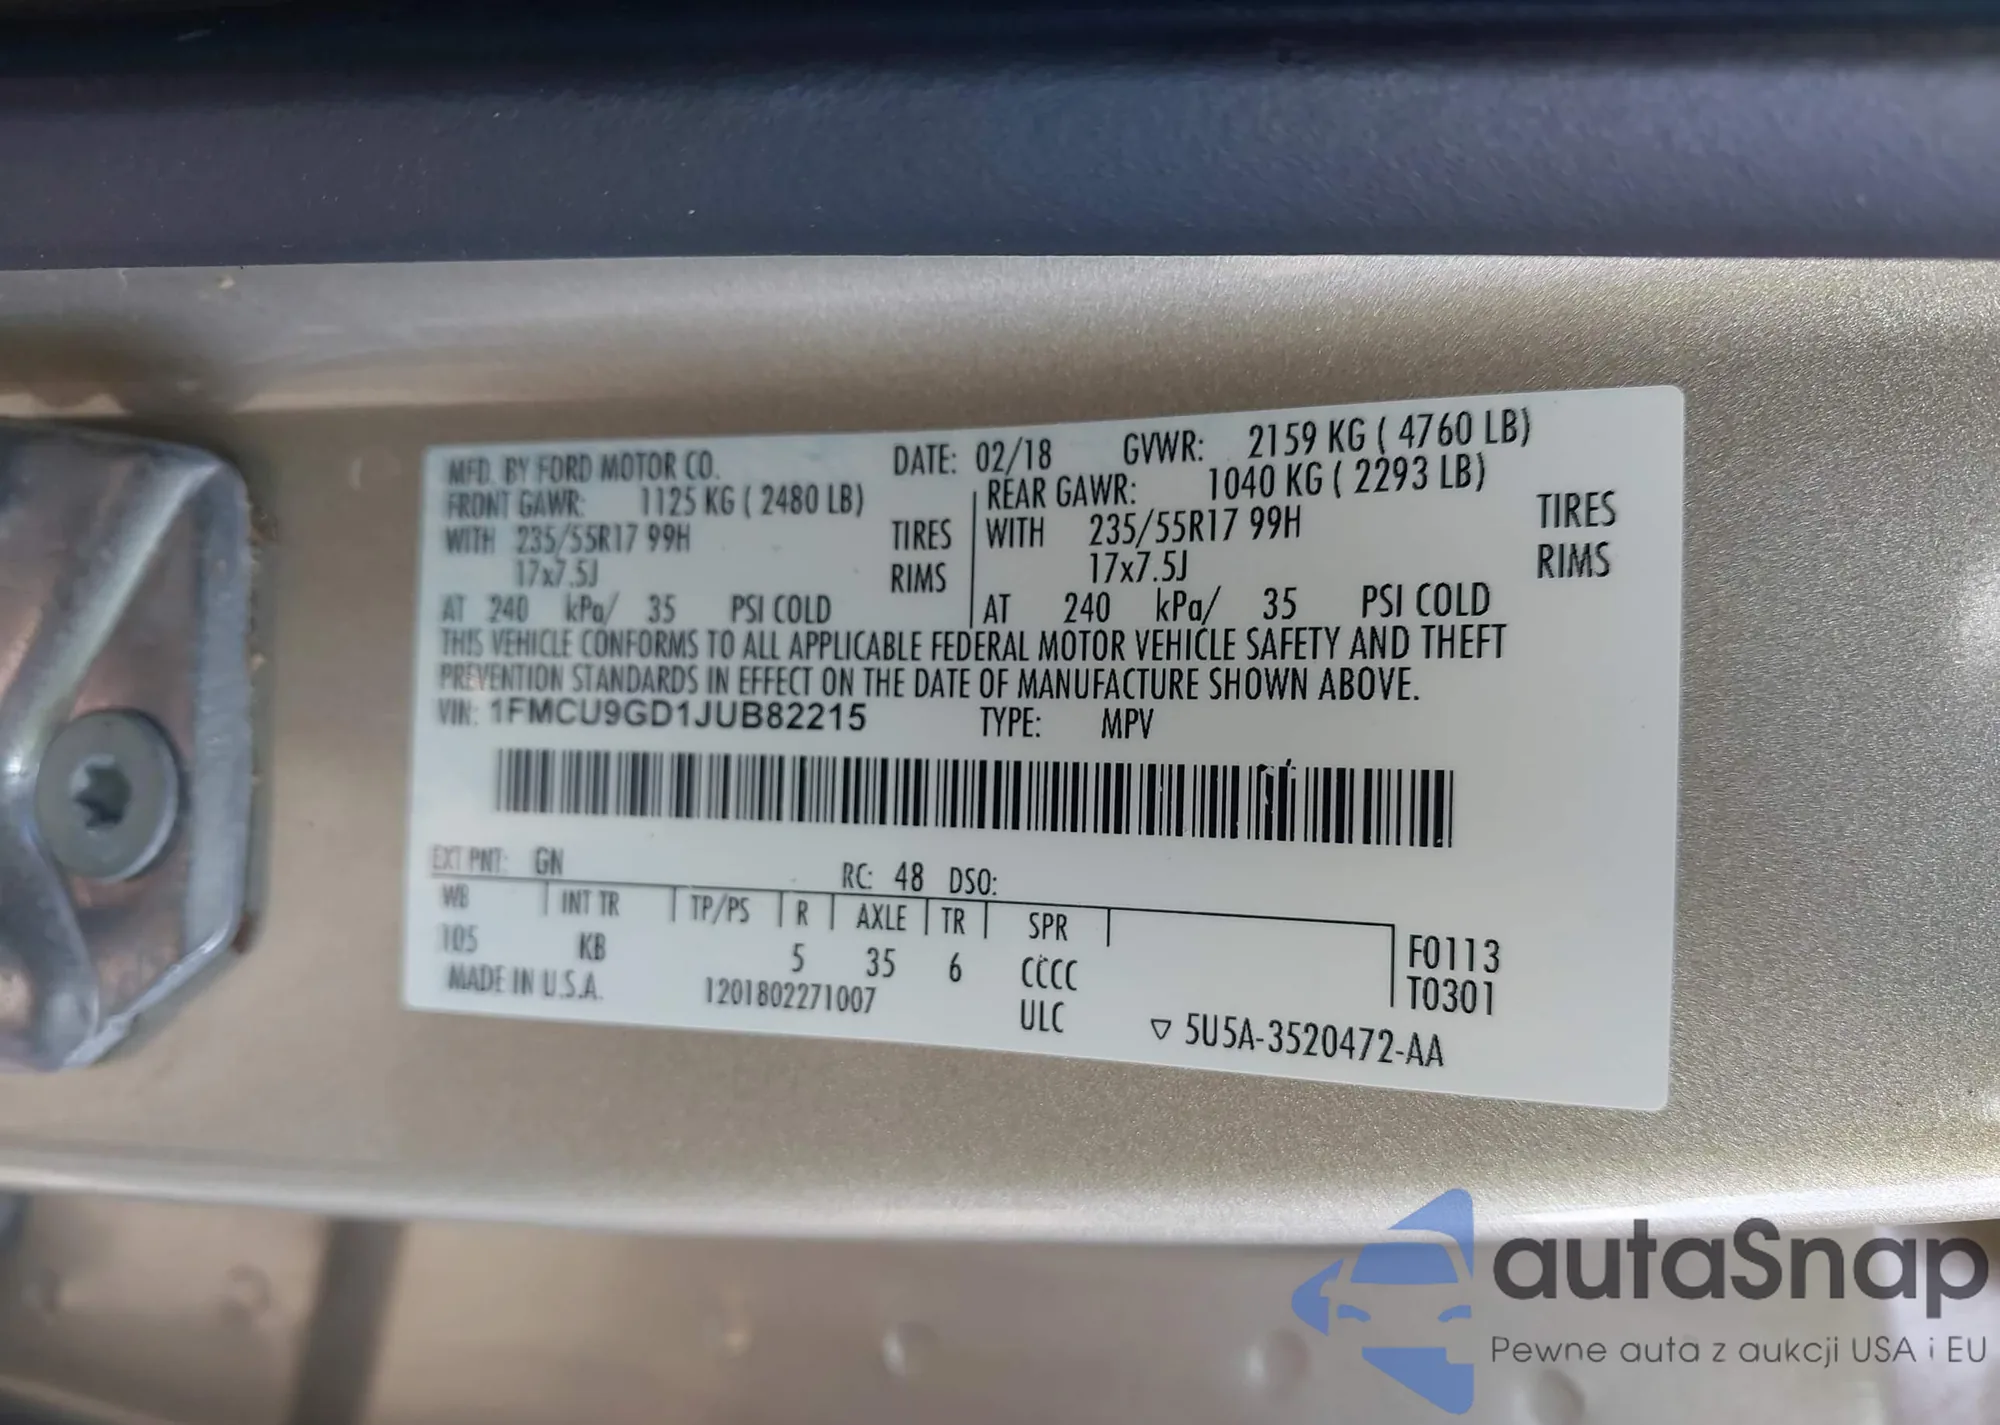 MFD. BY FORD MOTOR CO. DATE: 02/18 GVWR: 2159 KG ( 4760 LB)
FRONT GAWR: 1125 KG ( 2480 LB) REAR GAWR: 1040 KG ( 2293 LB)
WITH 235/55R17 99H TIRES WITH 235/55R17 99H TIRES
17x7.5J RIMS 17x7.5J RIMS
AT 240 kPa/ 35 PSI COLD AT 240 kPa/ 35 PSI COLD
THIS VEHICLE CONFORMS TO ALL APPLICABLE FEDERAL MOTOR VEHICLE SAFETY AND THEFT
PREVENTION STANDARDS IN EFFECT ON THE DATE OF MANUFACTURE SHOWN ABOVE.
VIN: 1FMCU9GD1JUB82215 TYPE: MPV
EXT PNT: GN RC: 48 DSO:
WB INT TR TP/PS R AXLE TR SPR
105 KB 5 35 6 CCCC F0113
MADE IN U.S.A. 1201802271007 ULC T0301
▽ 5U5A-3520472-AA
autaSnap
Pewne auta z aukcji USA i EU